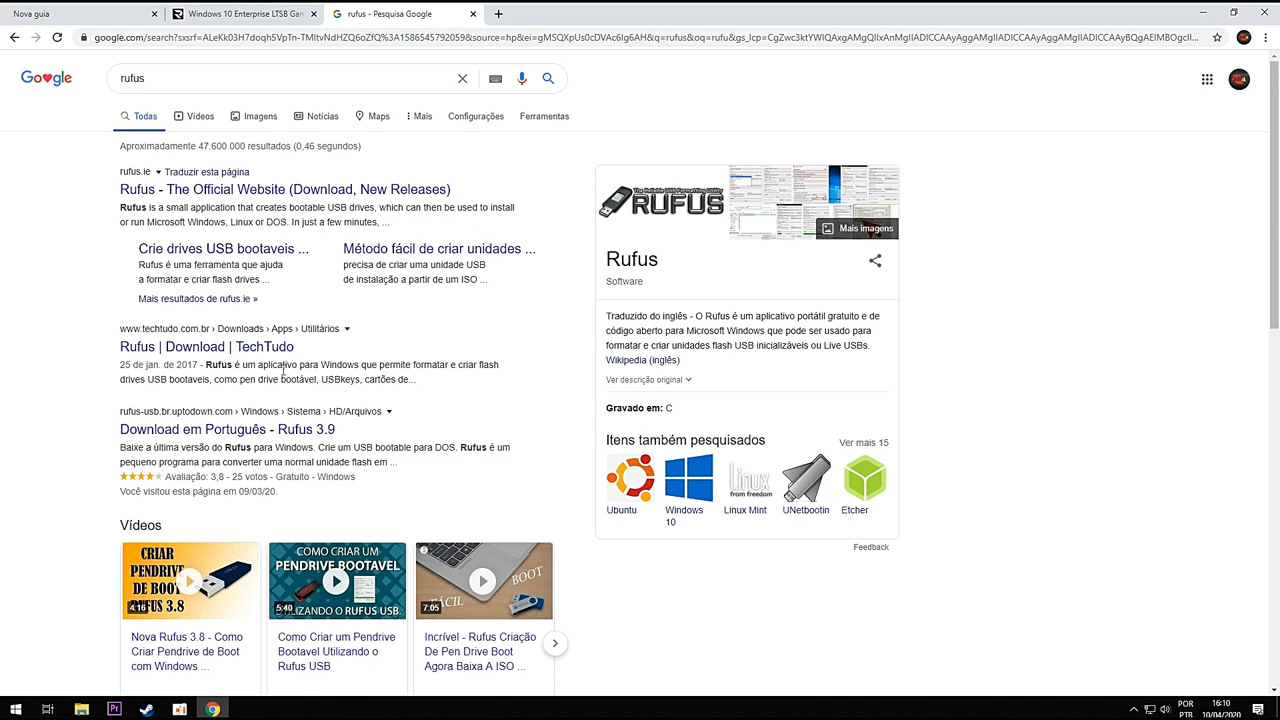 Nova guia
Windows 10 Enterprise LTSB Gam
rufus - Pesquisa Google
google.com/search?sxsrf=ALeKk03H7doqh5VpTn-TMltvNdHZQ6oZfQ%3A1586545792059&source=hp&ei=gMSQXpUs0cDVAc6Ig6AH&q=rufus&oq=rufu&gs_lcp=
Google
rufus
Todas
Vídeos
Imagens
Notícias
Maps
Mais
Configurações
Ferramentas
Aproximadamente 47.600.000 resultados (0,46 segundos)
rufus.ie Traduzir esta página
Rufus - The Official Website (Download, New Releases)
Rufus is an application that creates bootable USB drives, which can then be used to install
or run Microsoft Windows, Linux or DOS. In just a few minutes, ...
Crie drives USB bootaveis ...
Rufus é uma ferramenta que ajuda
a formatar e criar flash drives ...
Método fácil de criar unidades ...
precisa de criar uma unidade USB
de instalação a partir de um ISO ...
Mais resultados de rufus.ie »
www.techtudo.com.br › Downloads › Apps › Utilitários
Rufus | Download | TechTudo
25 de jan. de 2017 - Rufus é um aplicativo para Windows que permite formatar e criar flash
drives USB bootaveis, como pen drive bootável, USBkeys, cartões de...
rufus-usb.br.uptodown.com › Windows › Sistema › HD/Arquivos
Download em Português - Rufus 3.9
Baixe a última versão do Rufus para Windows. Crie um USB bootable para DOS. Rufus é um
pequeno programa para converter uma normal unidade flash em ...
Avaliação: 3,8 - 25 votos - Gratuito - Windows
Você visitou esta página em 09/03/20.
Vídeos
CRIAR
PENDRIVE
DE BOOT
RUFUS 3.8
4:16
Nova Rufus 3.8 - Como
Criar Pendrive de Boot
com Windows ...
COMO CRIAR UM
PENDRIVE BOOTAVEL
UTILIZANDO O RUFUS USB.
5:40
Como Criar um Pendrive
Bootavel Utilizando o
Rufus USB
BOOT
FÁCIL
7:05
Incrível - Rufus Criação
De Pen Drive Boot
Agora Baixa A ISO ...
RUFUS
Mais imagens
Rufus
Software
Traduzido do inglês - O Rufus é um aplicativo portátil gratuito e de
código aberto para Microsoft Windows que pode ser usado para
formatar e criar unidades flash USB inicializáveis ou Live USBs.
Wikipedia (inglês)
Ver descrição original
Gravado em: C
Itens também pesquisados
Ver mais 15
Linux
from freedom
Ubuntu
Windows
10
Linux Mint
UNetbootin
Etcher
Feedback
Pr
POR
PTB
16:10
10/04/2020